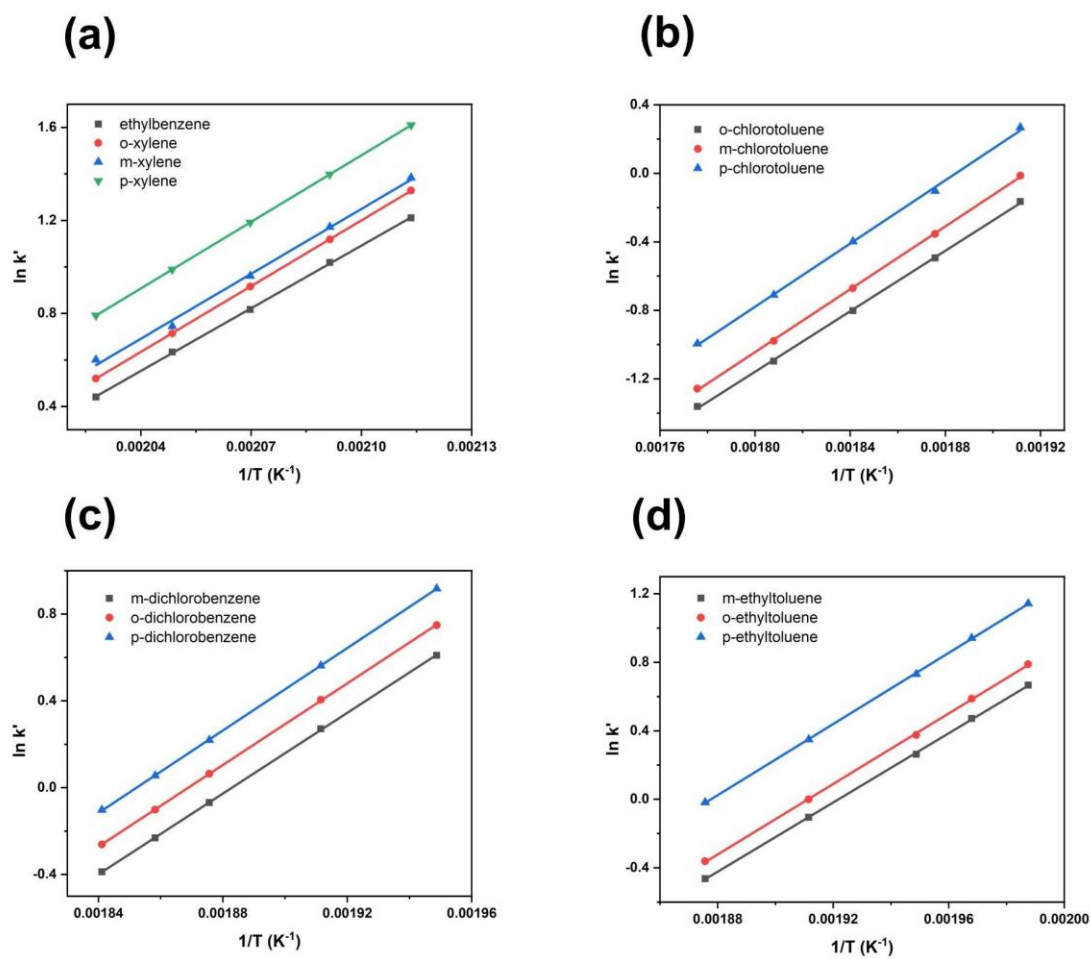 (a)
1.6
1.2
0.8
0.4
ln k'
ethylbenzene
o-xylene
m-xylene
p-xylene
0.00204
0.00207
0.00210
0.00213
1/T (K⁻¹)
(b)
0.4
0.0
-0.4
-0.8
-1.2
ln k'
o-chlorotoluene
m-chlorotoluene
p-chlorotoluene
0.00176
0.00180
0.00184
0.00188
0.00192
1/T (K⁻¹)
(c)
0.8
0.4
0.0
-0.4
ln k'
m-dichlorobenzene
o-dichlorobenzene
p-dichlorobenzene
0.00184
0.00188
0.00192
0.00196
1/T (K⁻¹)
(d)
1.2
0.8
0.4
0.0
-0.4
ln k'
m-ethyltoluene
o-ethyltoluene
p-ethyltoluene
0.00188
0.00192
0.00196
0.00200
1/T (K⁻¹)